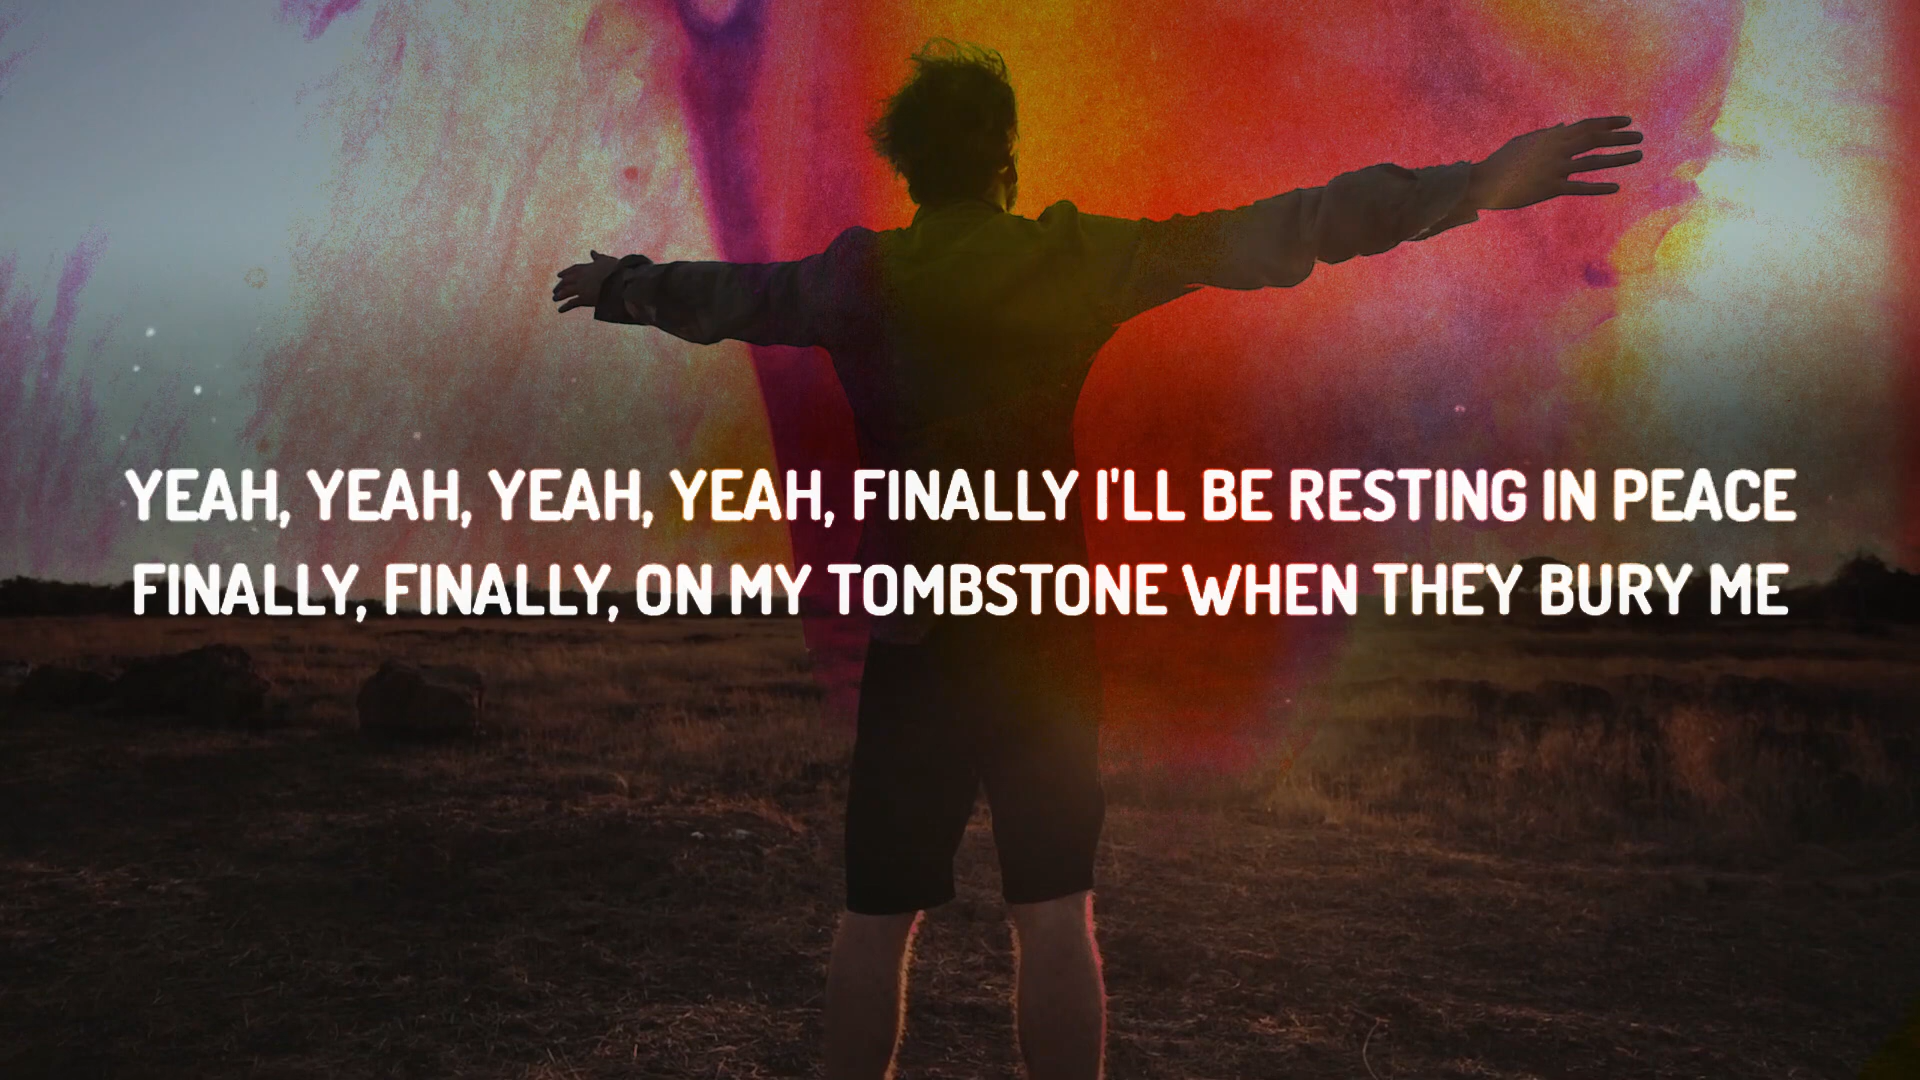 YEAH, YEAH, YEAH, YEAH, FINALLY I'LL BE RESTING IN PEACE
FINALLY, FINALLY, ON MY TOMBSTONE WHEN THEY BURY ME